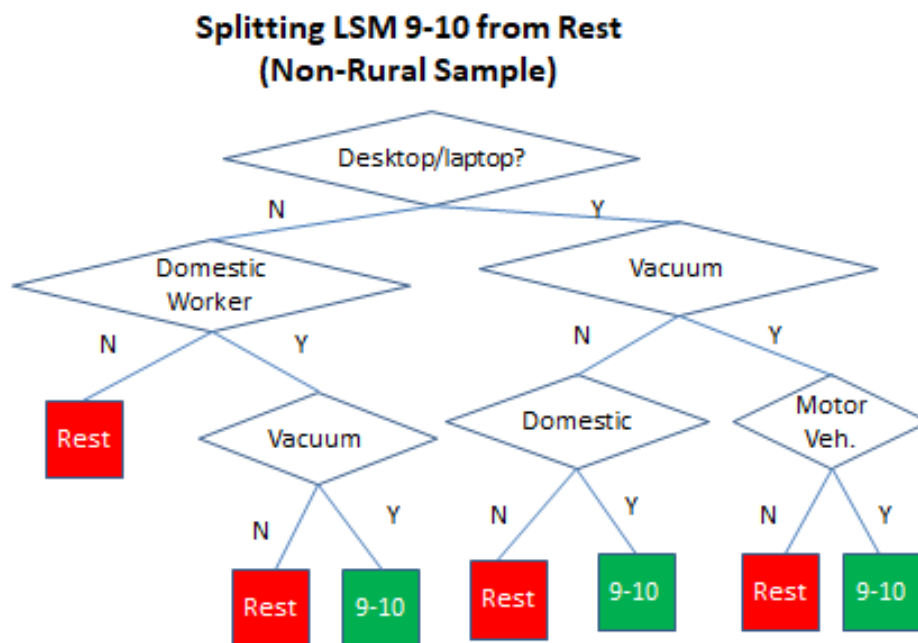 Splitting LSM 9-10 from Rest
(Non-Rural Sample)
Desktop/laptop?
N
Y
Domestic
Worker
Vacuum
N
Y
N
Y
Rest
Vacuum
Domestic
Motor
Veh.
N
Y
N
Y
N
Y
Rest
9-10
Rest
9-10
Rest
9-10